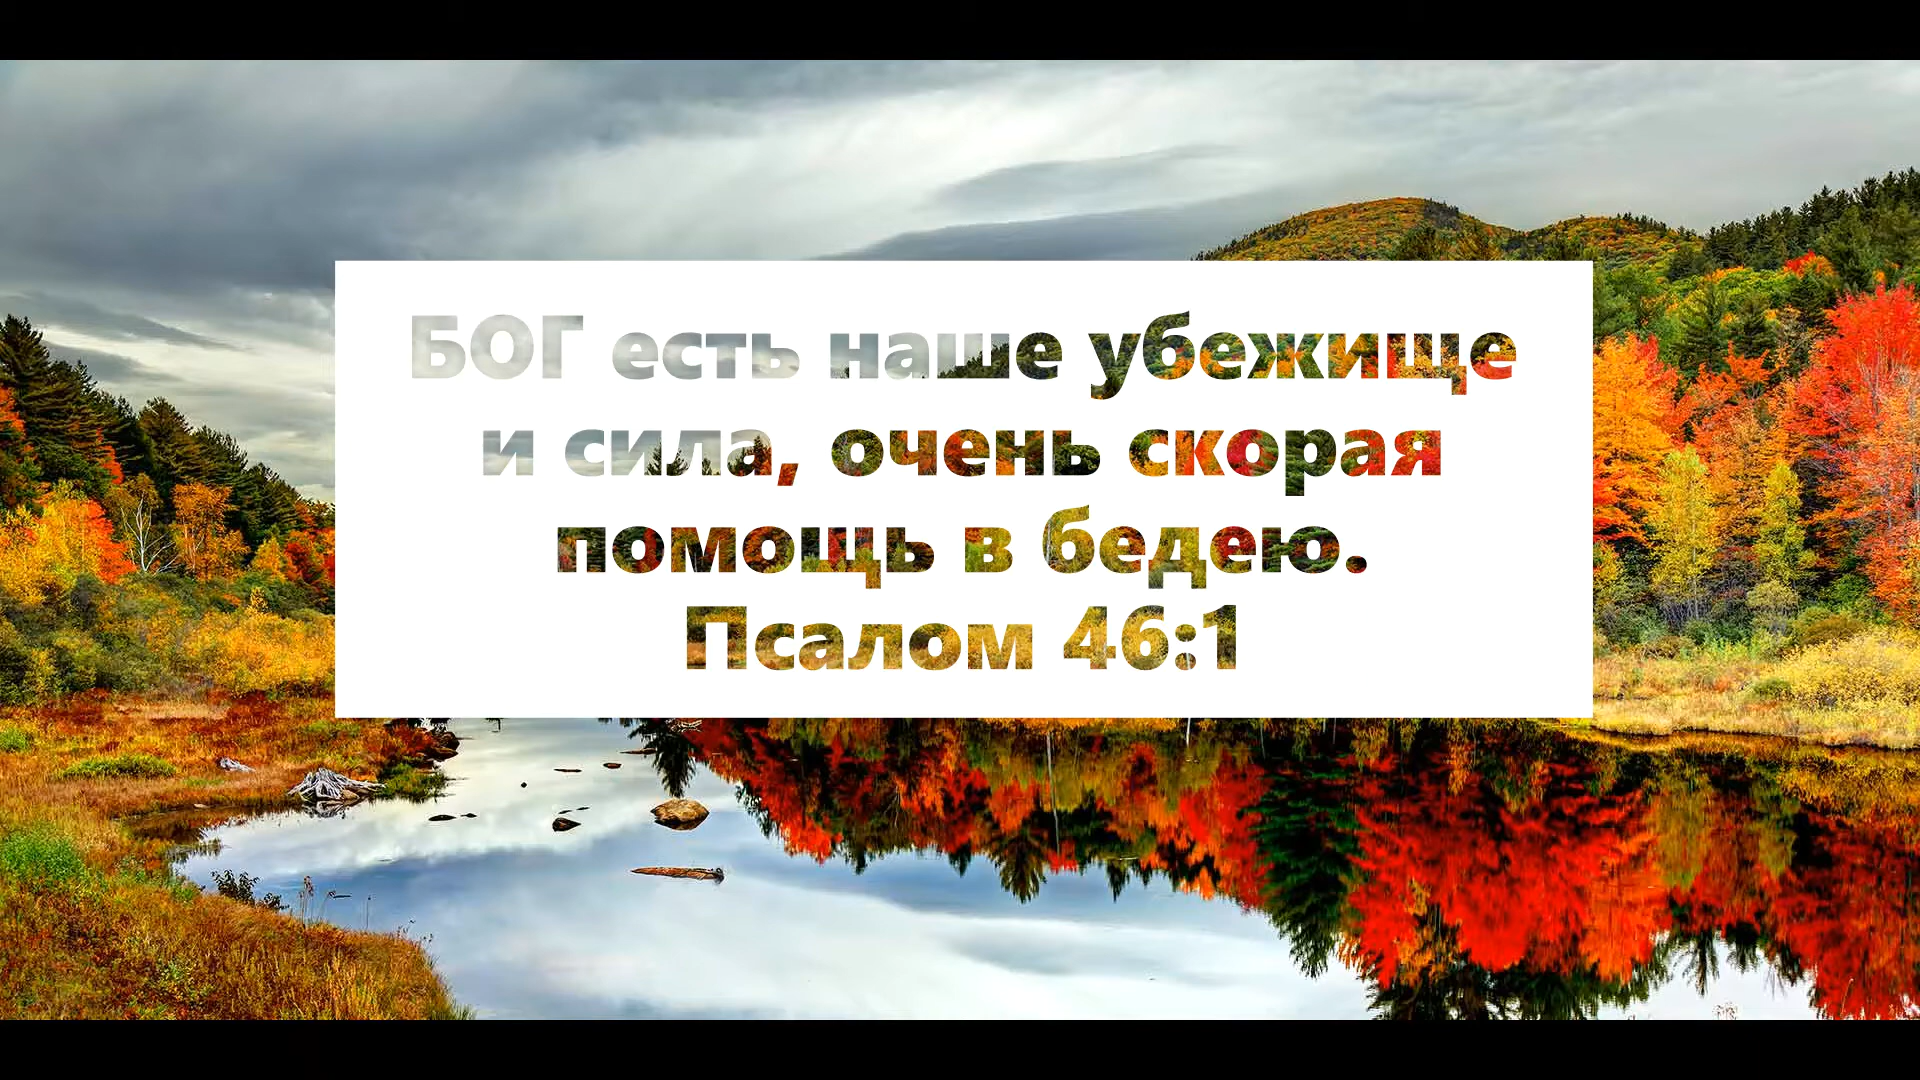 БОГ есть наше убежище
и сила, очень скорая
помощь в бедею.
Псалом 46:1